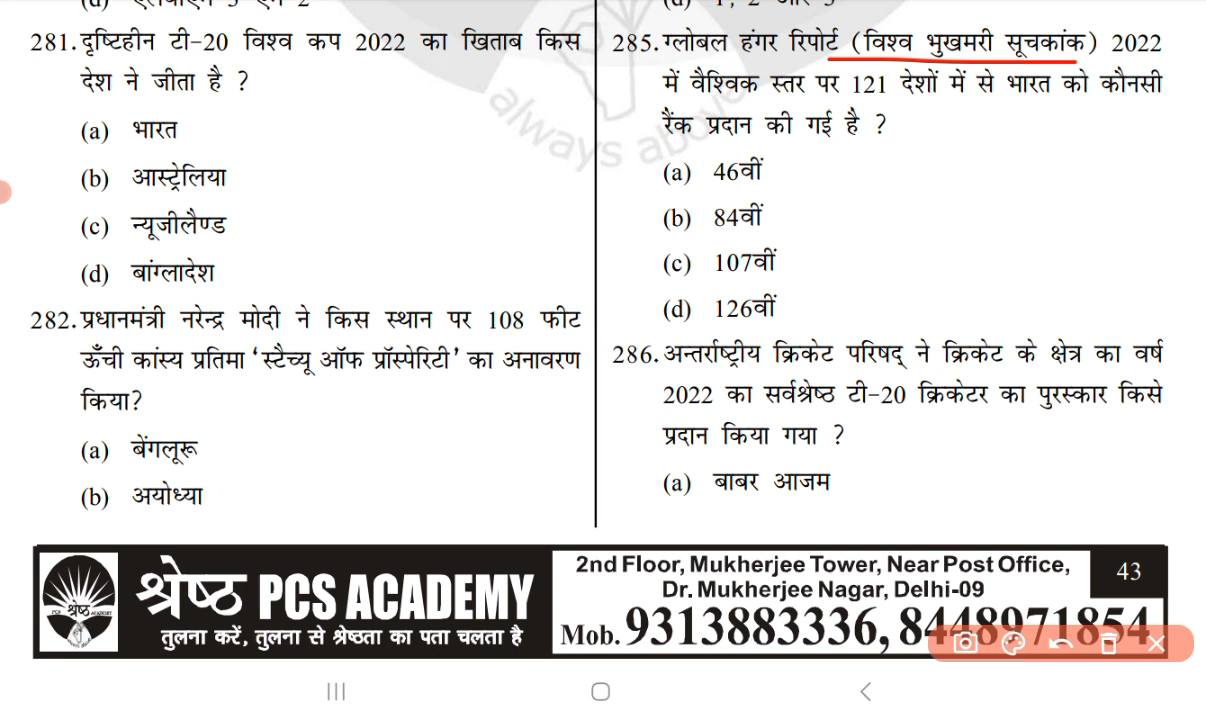 281. दृष्टिहीन टी-20 विश्व कप 2022 का खिताब किस
देश ने जीता है ?
(a) भारत
(b) आस्ट्रेलिया
(c) न्यूजीलैण्ड
(d) बांग्लादेश
282. प्रधानमंत्री नरेन्द्र मोदी ने किस स्थान पर 108 फीट
ऊँची कांस्य प्रतिमा ‘स्टैच्यू ऑफ प्रॉस्पेरिटी’ का अनावरण
किया?
(a) बेंगलूरू
(b) अयोध्या
285. ग्लोबल हंगर रिपोर्ट (विश्व भुखमरी सूचकांक) 2022
में वैश्विक स्तर पर 121 देशों में से भारत को कौनसी
रैंक प्रदान की गई है ?
(a) 46वीं
(b) 84वीं
(c) 107वीं
(d) 126वीं
286. अन्तर्राष्ट्रीय क्रिकेट परिषद् ने क्रिकेट के क्षेत्र का वर्ष
2022 का सर्वश्रेष्ठ टी-20 क्रिकेटर का पुरस्कार किसे
प्रदान किया गया ?
(a) बाबर आजम
always above
श्रेष्ठ PCS ACADEMY
तुलना करें, तुलना से श्रेष्ठता का पता चलता है
2nd Floor, Mukherjee Tower, Near Post Office,
Dr. Mukherjee Nagar, Delhi-09
Mob. 9313883336, 8448971854
43